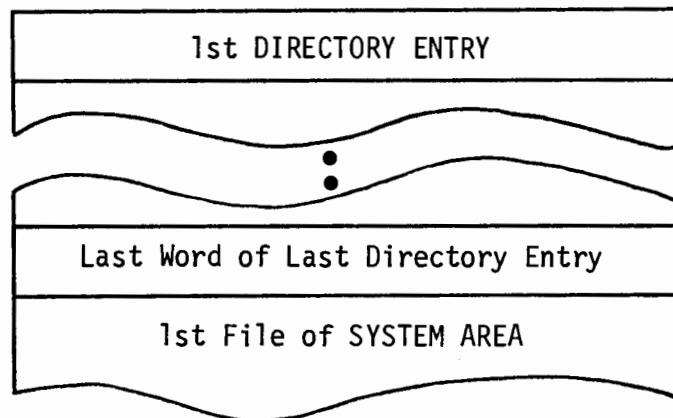 1st DIRECTORY ENTRY
Last Word of Last Directory Entry
1st File of SYSTEM AREA